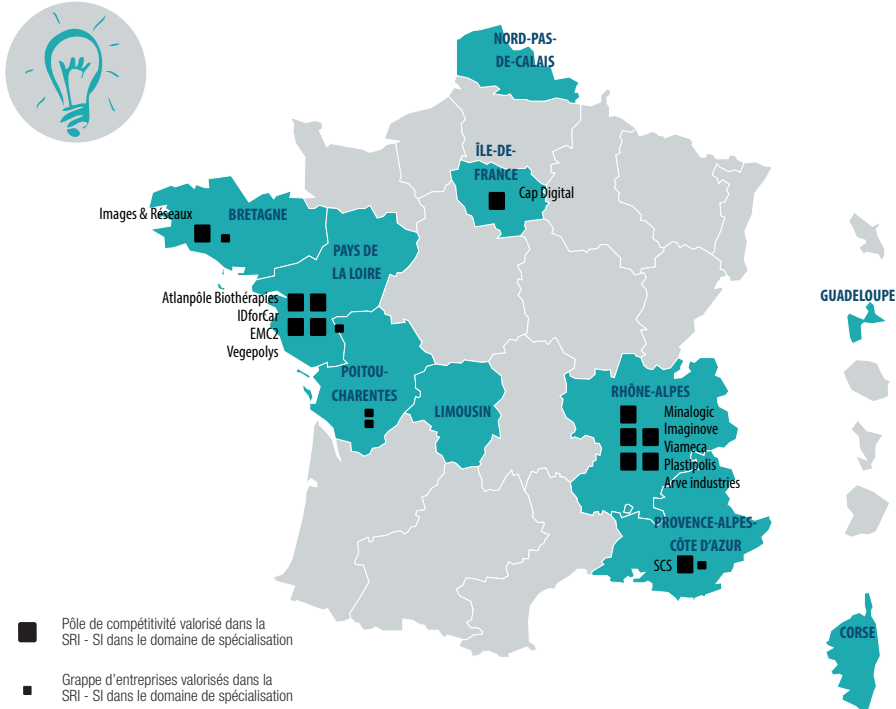 NORD-PAS-
DE-CALAIS
ÎLE-DE-
FRANCE
Cap Digital
Images & Réseaux
BRETAGNE
PAYS DE
LA LOIRE
Atlanpôle Biothérapies
IDforCar
EMC2
Vegepolys
POITOU-
CHARENTES
LIMOUSIN
RHÔNE-ALPES
Minalogic
Imaginove
Viameca
Plastipolis
Arve industries
PROVENCE-ALPES-
CÔTE D'AZUR
SCS
GUADELOUPE
CORSE
Pôle de compétitivité valorisé dans la
SRI - SI dans le domaine de spécialisation
Grappe d'entreprises valorisés dans la
SRI - SI dans le domaine de spécialisation